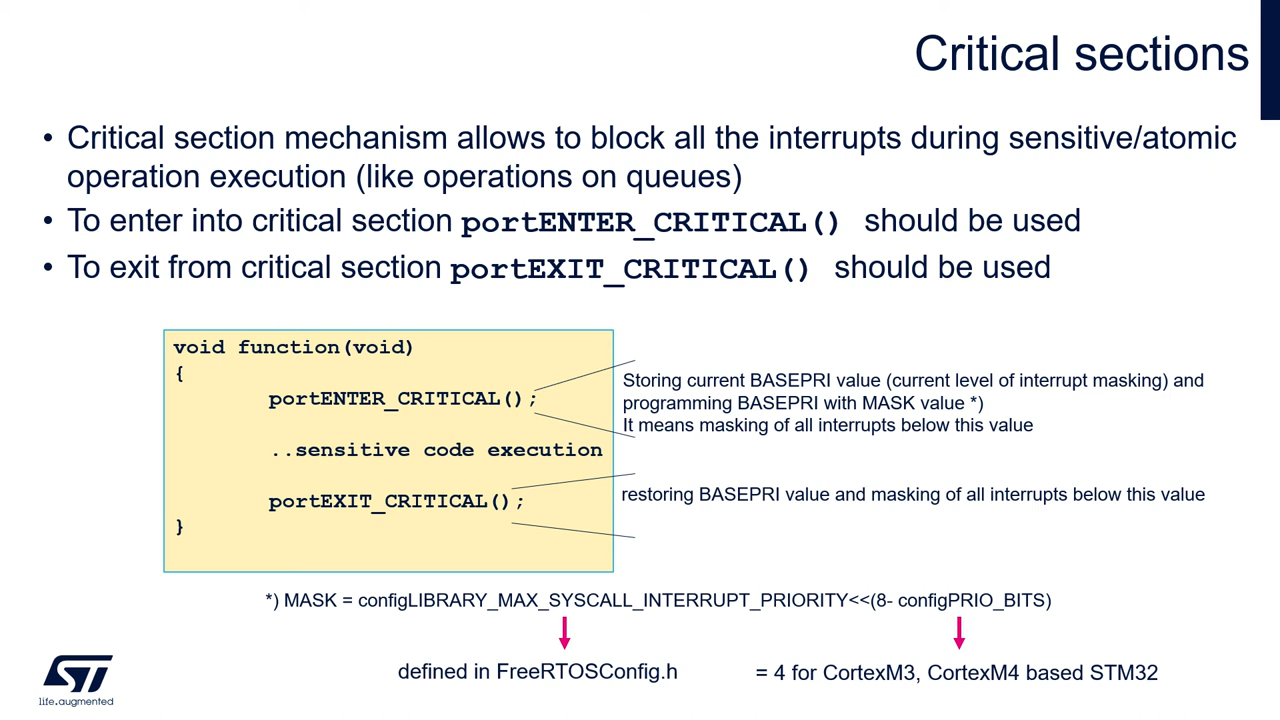 Critical sections
• Critical section mechanism allows to block all the interrupts during sensitive/atomic
operation execution (like operations on queues)
• To enter into critical section portENTER_CRITICAL() should be used
• To exit from critical section portEXIT_CRITICAL() should be used
void function(void)
{
portENTER_CRITICAL();
..sensitive code execution
portEXIT_CRITICAL();
}
Storing current BASEPRI value (current level of interrupt masking) and
programming BASEPRI with MASK value *)
It means masking of all interrupts below this value
restoring BASEPRI value and masking of all interrupts below this value
*) MASK = configLIBRARY_MAX_SYSCALL_INTERRUPT_PRIORITY<<(8- configPRIO_BITS)
defined in FreeRTOSConfig.h
= 4 for CortexM3, CortexM4 based STM32
ST
life.augmented